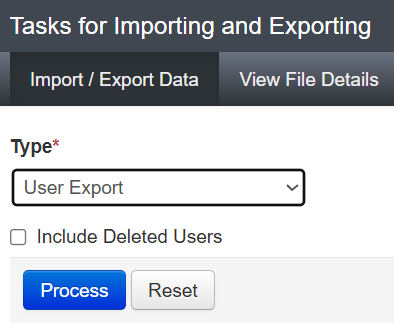 Tasks for Importing and Exporting
Import / Export Data View File Details
Type*
User Export
Include Deleted Users
Process Reset